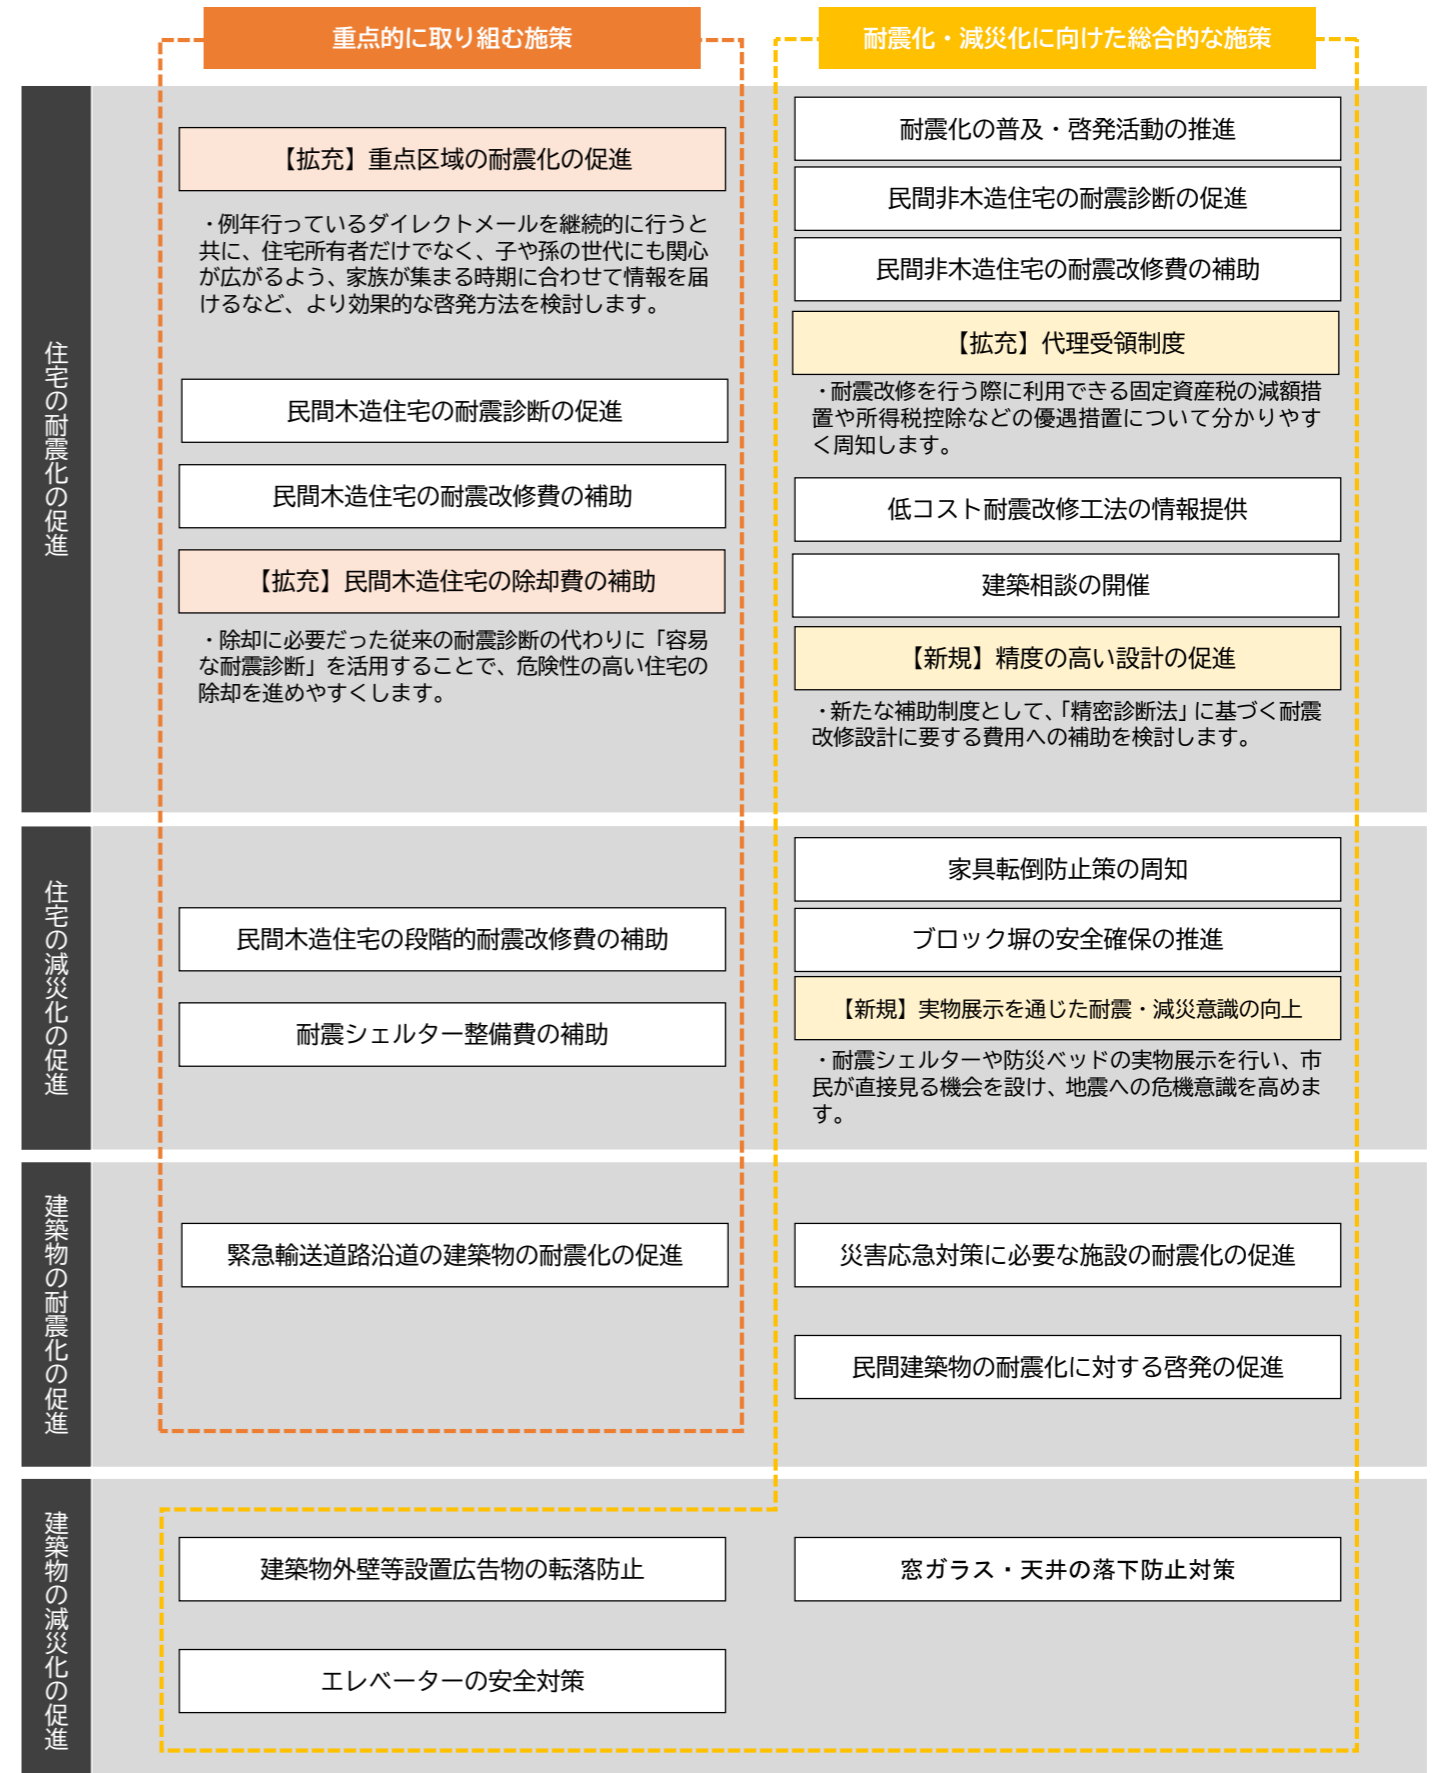 重点的に取り組む施策
耐震化・減災化に向けた総合的な施策
住宅の耐震化の促進
【拡充】重点区域の耐震化の促進
・例年行っているダイレクトメールを継続的に行うと
共に、住宅所有者だけでなく、子や孫の世代にも関心
が広がるよう、家族が集まる時期に合わせて情報を届
けるなど、より効果的な啓発方法を検討します。
民間木造住宅の耐震診断の促進
民間木造住宅の耐震改修費の補助
【拡充】民間木造住宅の除却費の補助
・除却に必要だった従来の耐震診断の代わりに「容易
な耐震診断」を活用することで、危険性の高い住宅の
除却を進めやすくします。
耐震化の普及・啓発活動の推進
民間非木造住宅の耐震診断の促進
民間非木造住宅の耐震改修費の補助
【拡充】代理受領制度
・耐震改修を行う際に利用できる固定資産税の減額措
置や所得税控除などの優遇措置について分かりやす
く周知します。
低コスト耐震改修工法の情報提供
建築相談の開催
【新規】精度の高い設計の促進
・新たな補助制度として、「精密診断法」に基づく耐震
改修設計に要する費用への補助を検討します。
住宅の減災化の促進
民間木造住宅の段階的耐震改修費の補助
耐震シェルター整備費の補助
家具転倒防止策の周知
ブロック塀の安全確保の推進
【新規】実物展示を通じた耐震・減災意識の向上
・耐震シェルターや防災ベッドの実物展示を行い、市
民が直接見る機会を設け、地震への危機意識を高めま
す。
建築物の耐震化の促進
緊急輸送道路沿道の建築物の耐震化の促進
災害応急対策に必要な施設の耐震化の促進
民間建築物の耐震化に対する啓発の促進
建築物の減災化の促進
建築物外壁等設置広告物の転落防止
エレベーターの安全対策
窓ガラス・天井の落下防止対策